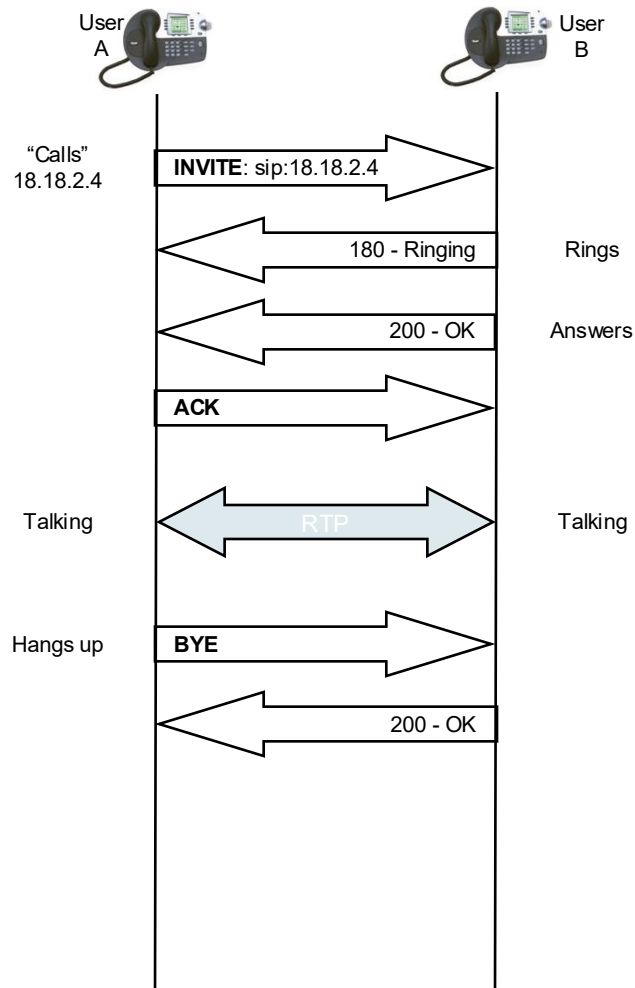 User
A
User
B
“Calls”
18.18.2.4
INVITE: sip:18.18.2.4
180 - Ringing
Rings
200 - OK
Answers
ACK
Talking
RTP
Talking
Hangs up
BYE
200 - OK